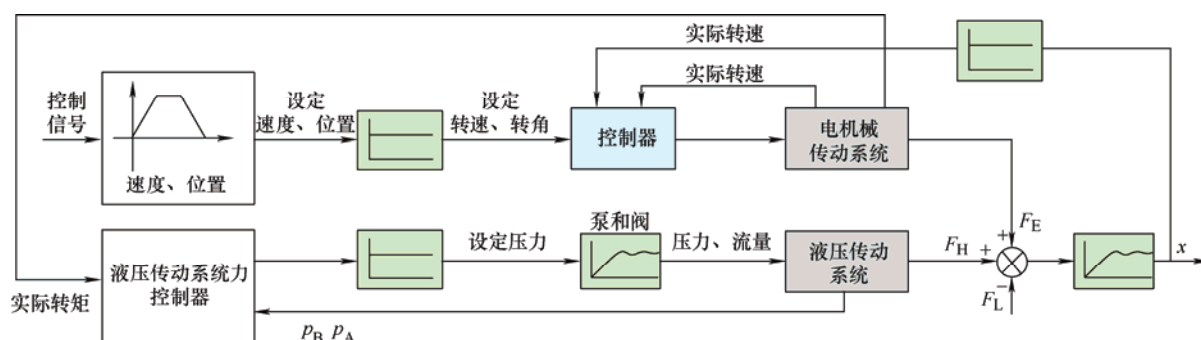 实际转速
实际转速
控制
信号
速度、位置
设定
速度、位置
设定
转速、转角
控制器
电机械
传动系统
F_E
+
泵和阀
液压传动系统力
控制器
设定压力
压力、流量
液压传动
系统
F_H
+
x
F_L
−
实际转矩
p_B p_A